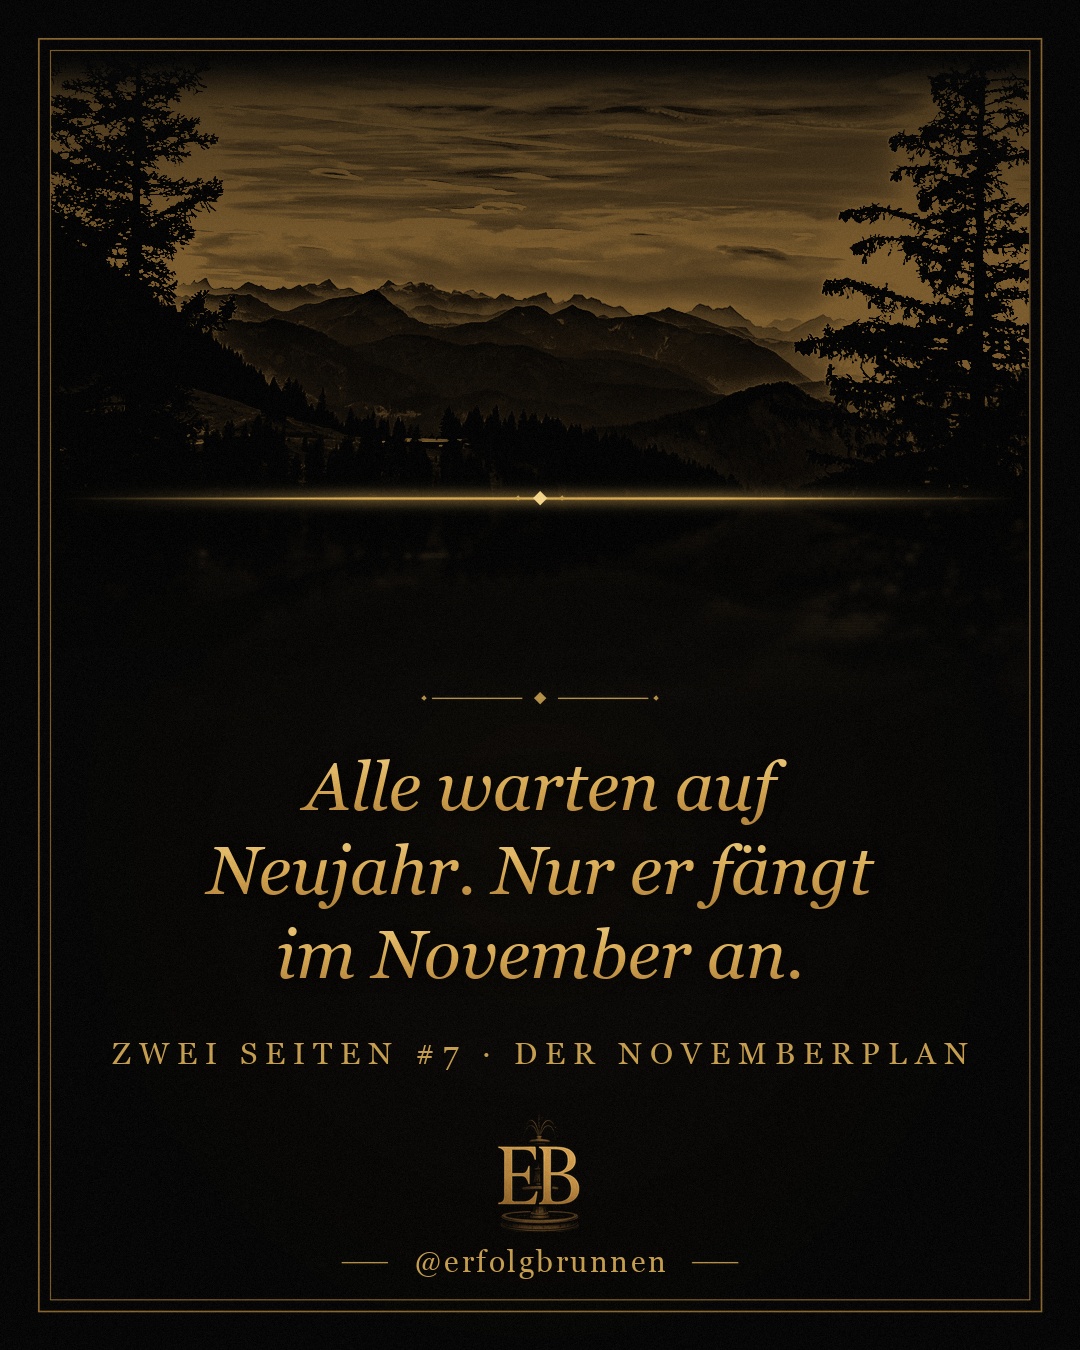 Alle warten auf
Neujahr. Nur er fängt
im November an.
ZWEI SEITEN #7 · DER NOVEMBERPLAN
EB
@erfolgbrunnen